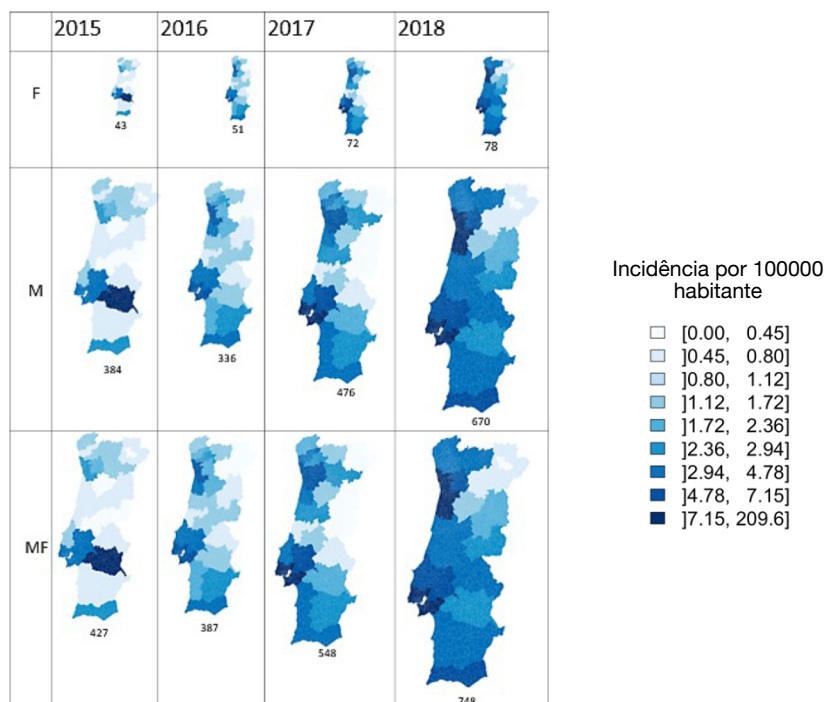 2015 2016 2017 2018
F
43 51 72 78
M
384 336 476 670
MF
427 387 548 748
Incidência por 100000
habitante
[0.00, 0.45]
]0.45, 0.80]
]0.80, 1.12]
]1.12, 1.72]
]1.72, 2.36]
]2.36, 2.94]
]2.94, 4.78]
]4.78, 7.15]
]7.15, 209.6]